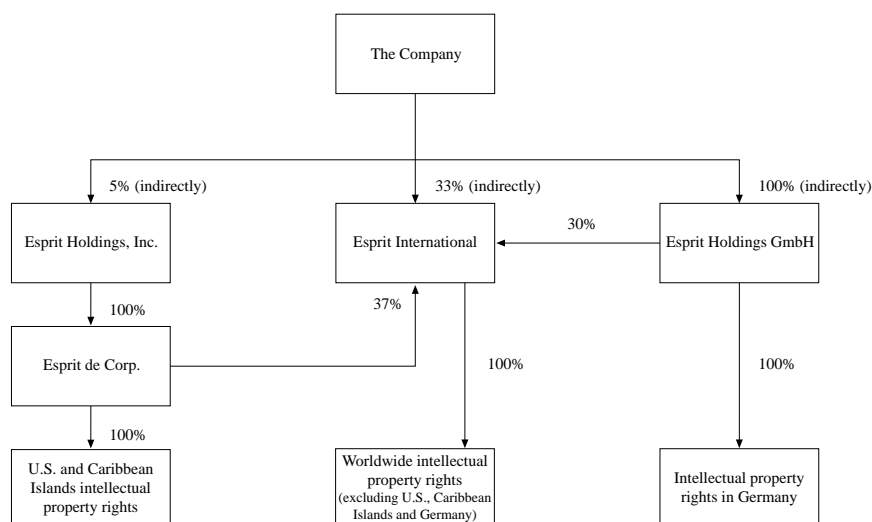 The Company
5% (indirectly)
33% (indirectly)
100% (indirectly)
Esprit Holdings, Inc.
Esprit International
30%
Esprit Holdings GmbH
100%
37%
Esprit de Corp.
100%
100%
100%
U.S. and Caribbean
Islands intellectual
property rights
Worldwide intellectual
property rights
(excluding U.S., Caribbean
Islands and Germany)
Intellectual property
rights in Germany